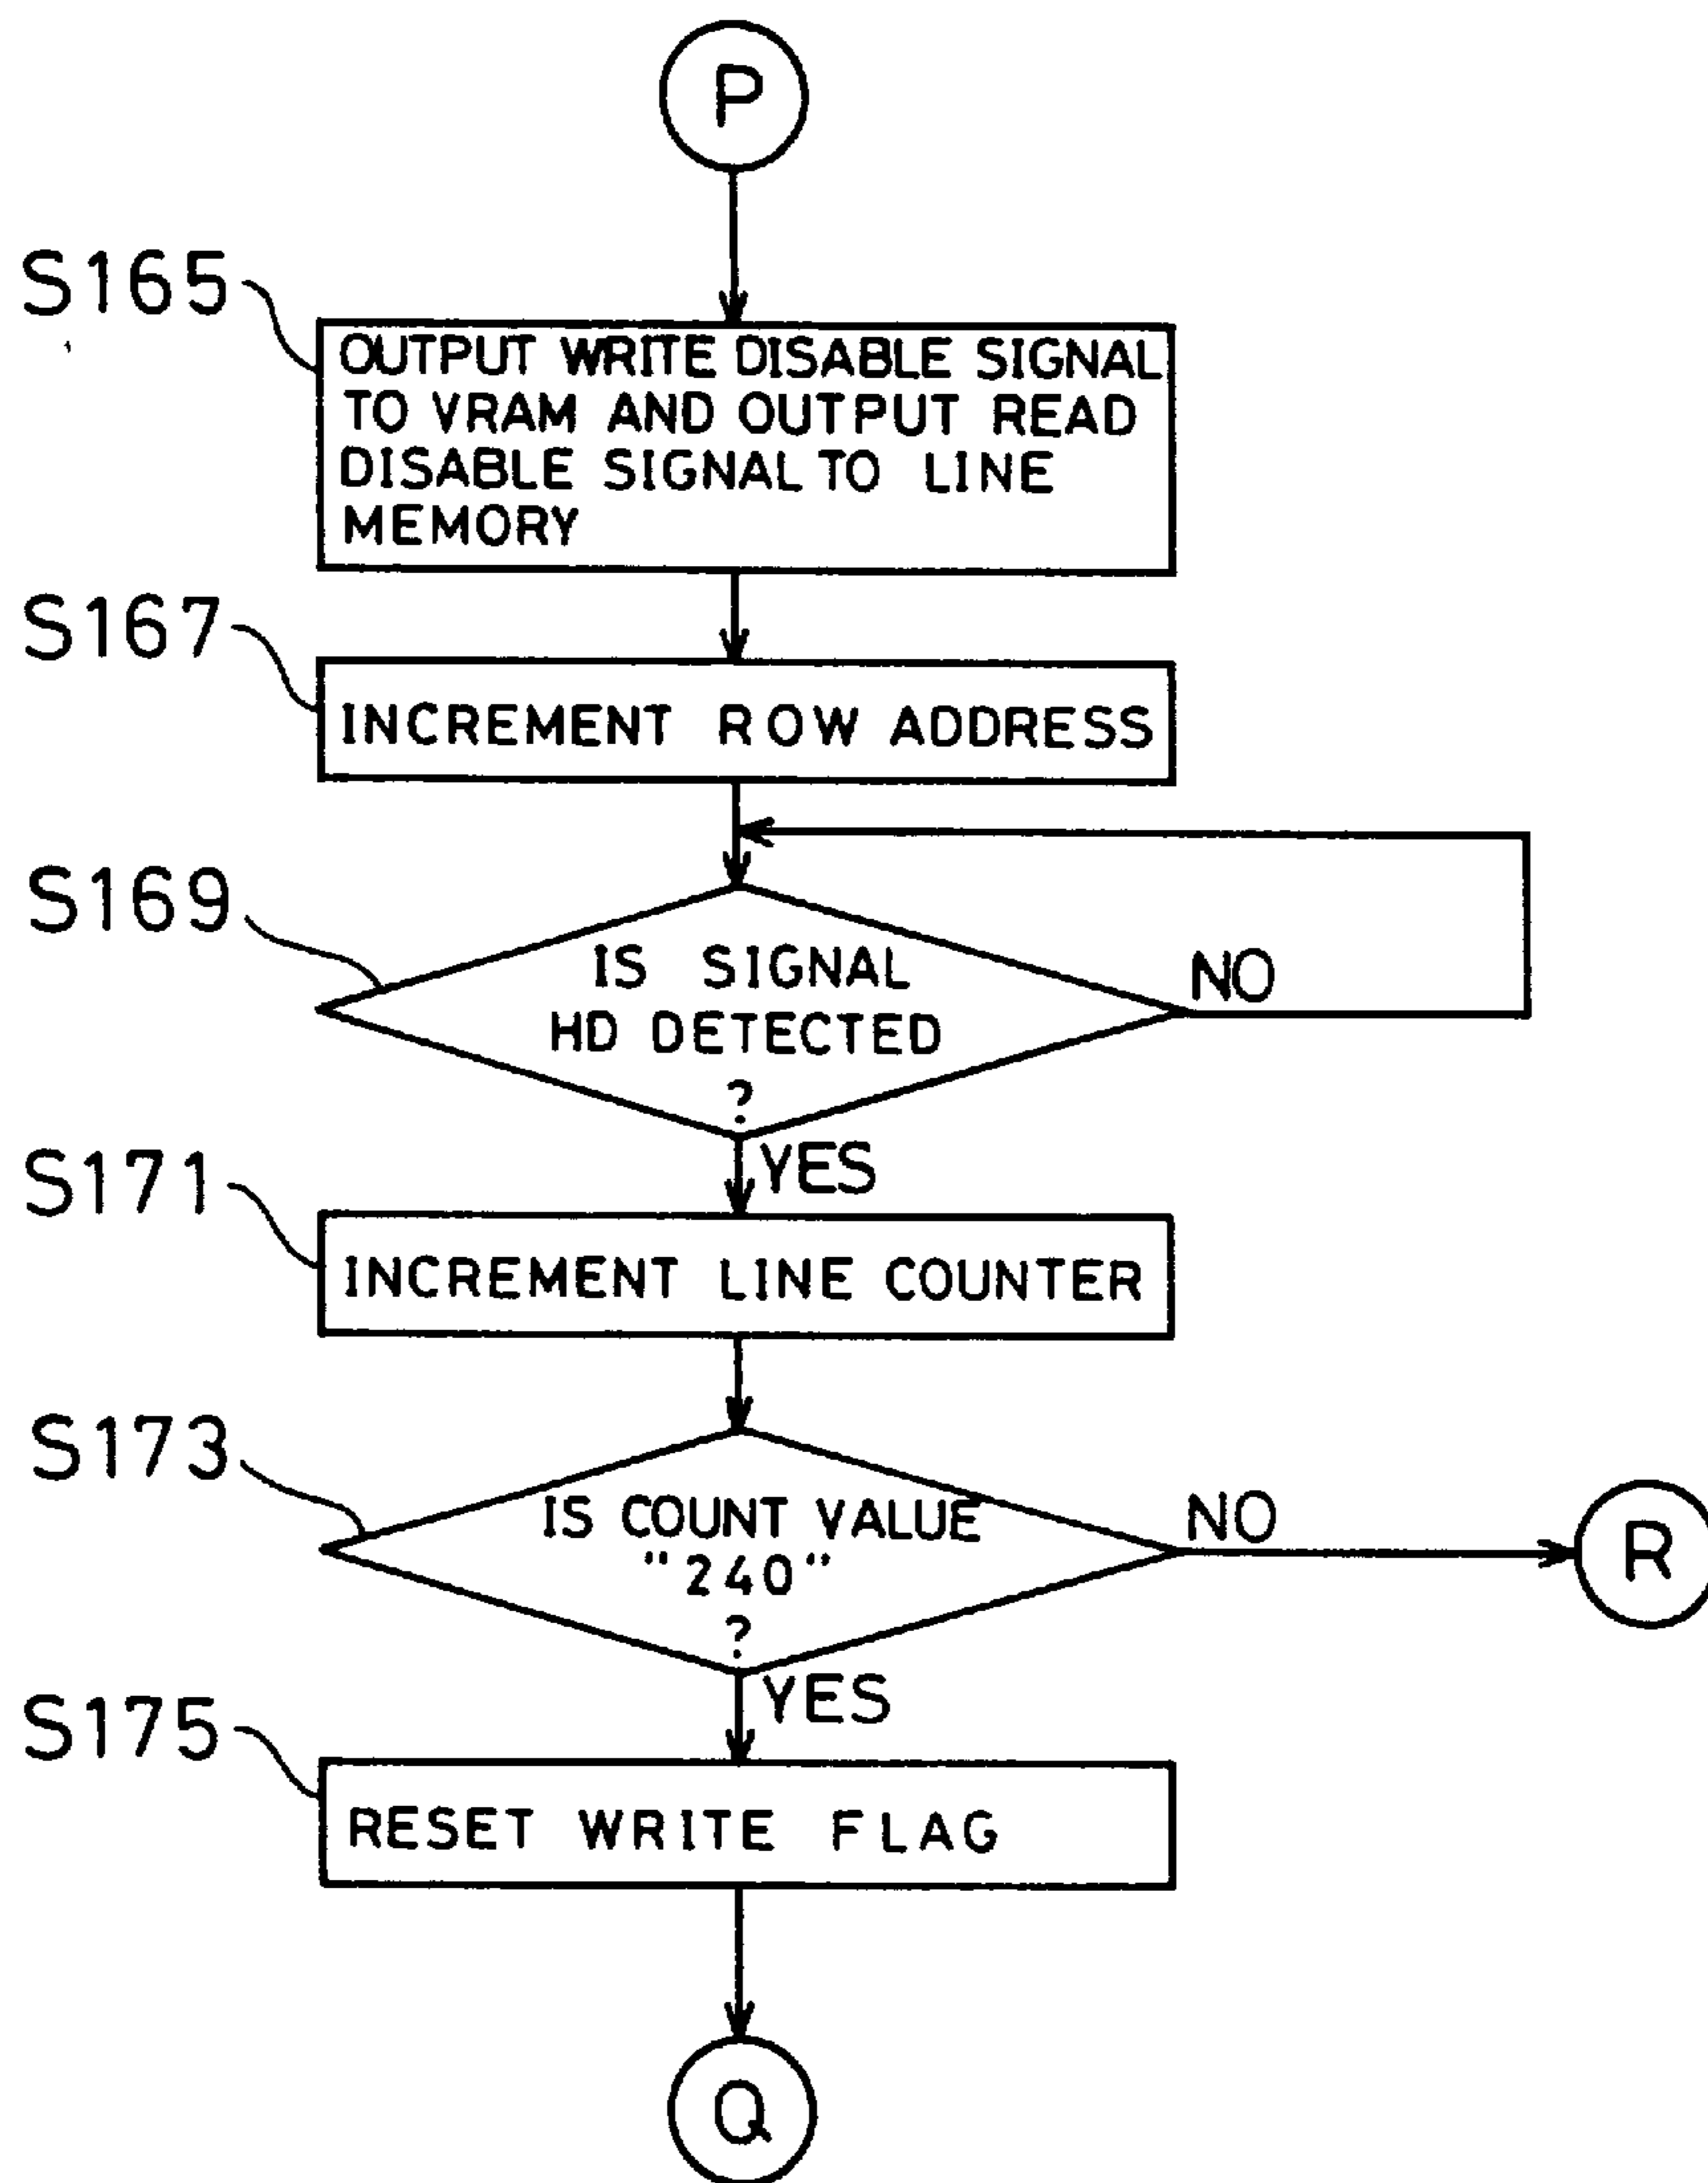 P
S165
OUTPUT WRITE DISABLE SIGNAL
TO VRAM AND OUTPUT READ
DISABLE SIGNAL TO LINE
MEMORY
S167
INCREMENT ROW ADDRESS
S169
IS SIGNAL
HD DETECTED
?
NO
YES
S171
INCREMENT LINE COUNTER
S173
IS COUNT VALUE
"240"
?
NO
R
YES
S175
RESET WRITE FLAG
Q